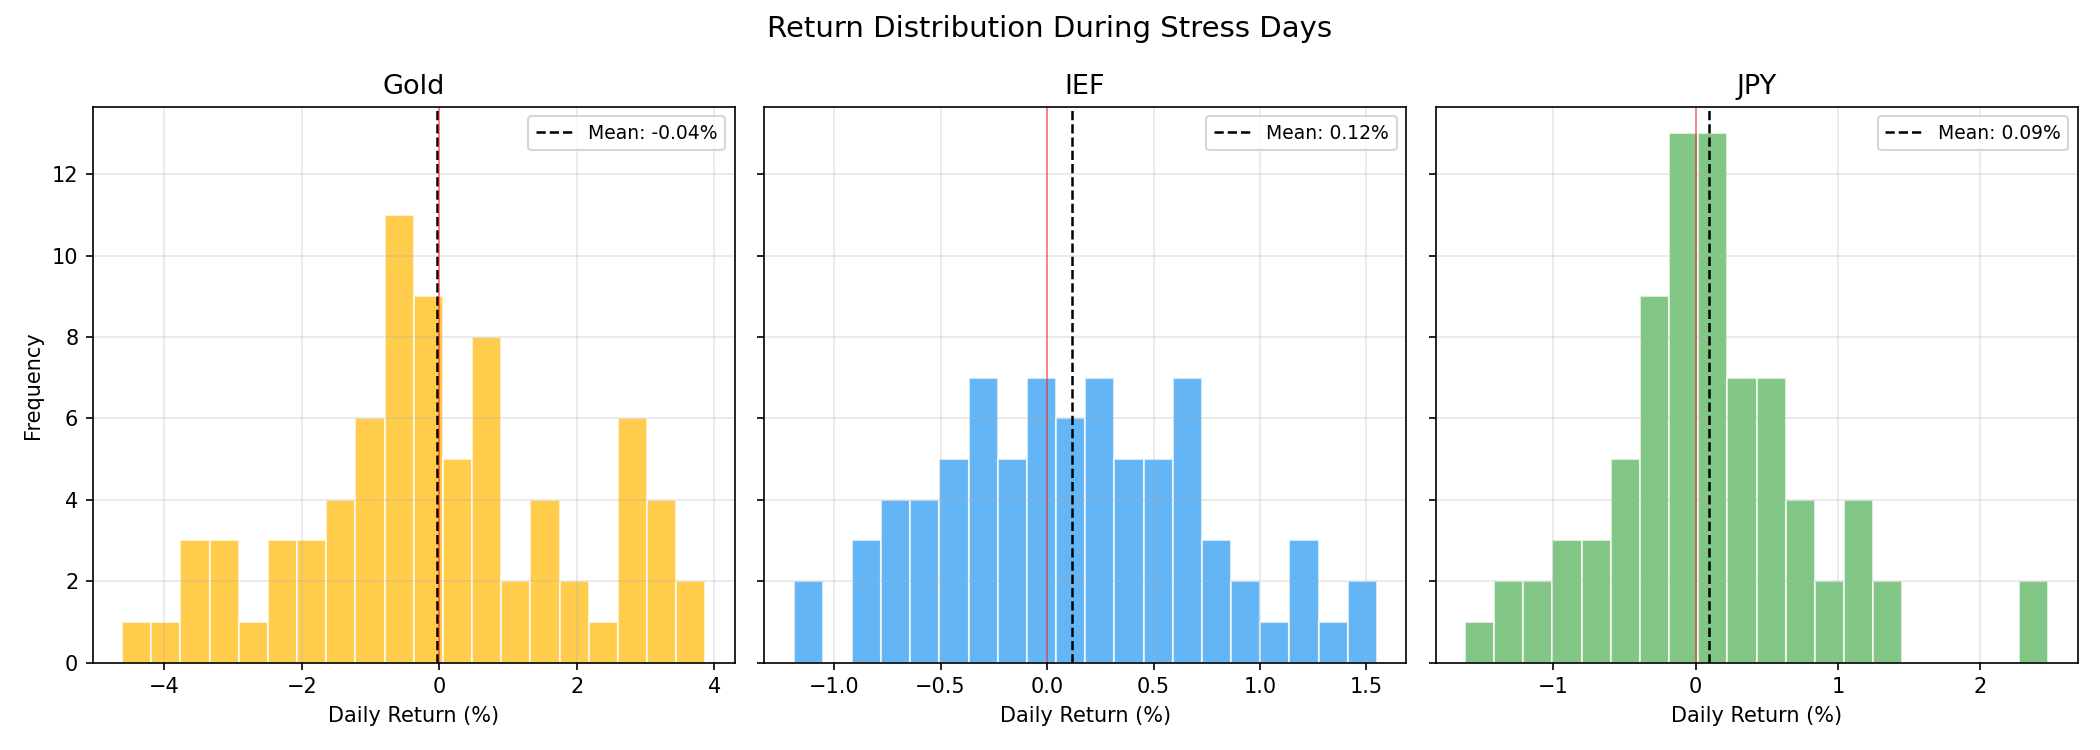 Return Distribution During Stress Days
Gold
Mean: -0.04%
Frequency
12
10
8
6
4
2
0
−4
−2
0
2
4
Daily Return (%)
IEF
Mean: 0.12%
−1.0
−0.5
0.0
0.5
1.0
1.5
Daily Return (%)
JPY
Mean: 0.09%
−1
0
1
2
Daily Return (%)